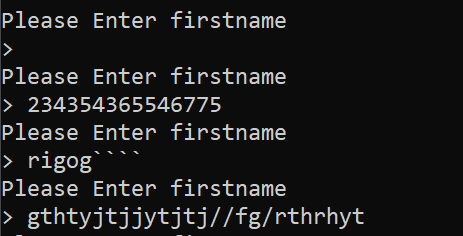 Please Enter firstname
>
Please Enter firstname
> 234354365546775
Please Enter firstname
> rigog````
Please Enter firstname
> gthtyjtjjytjtj//fg/rthrhyt